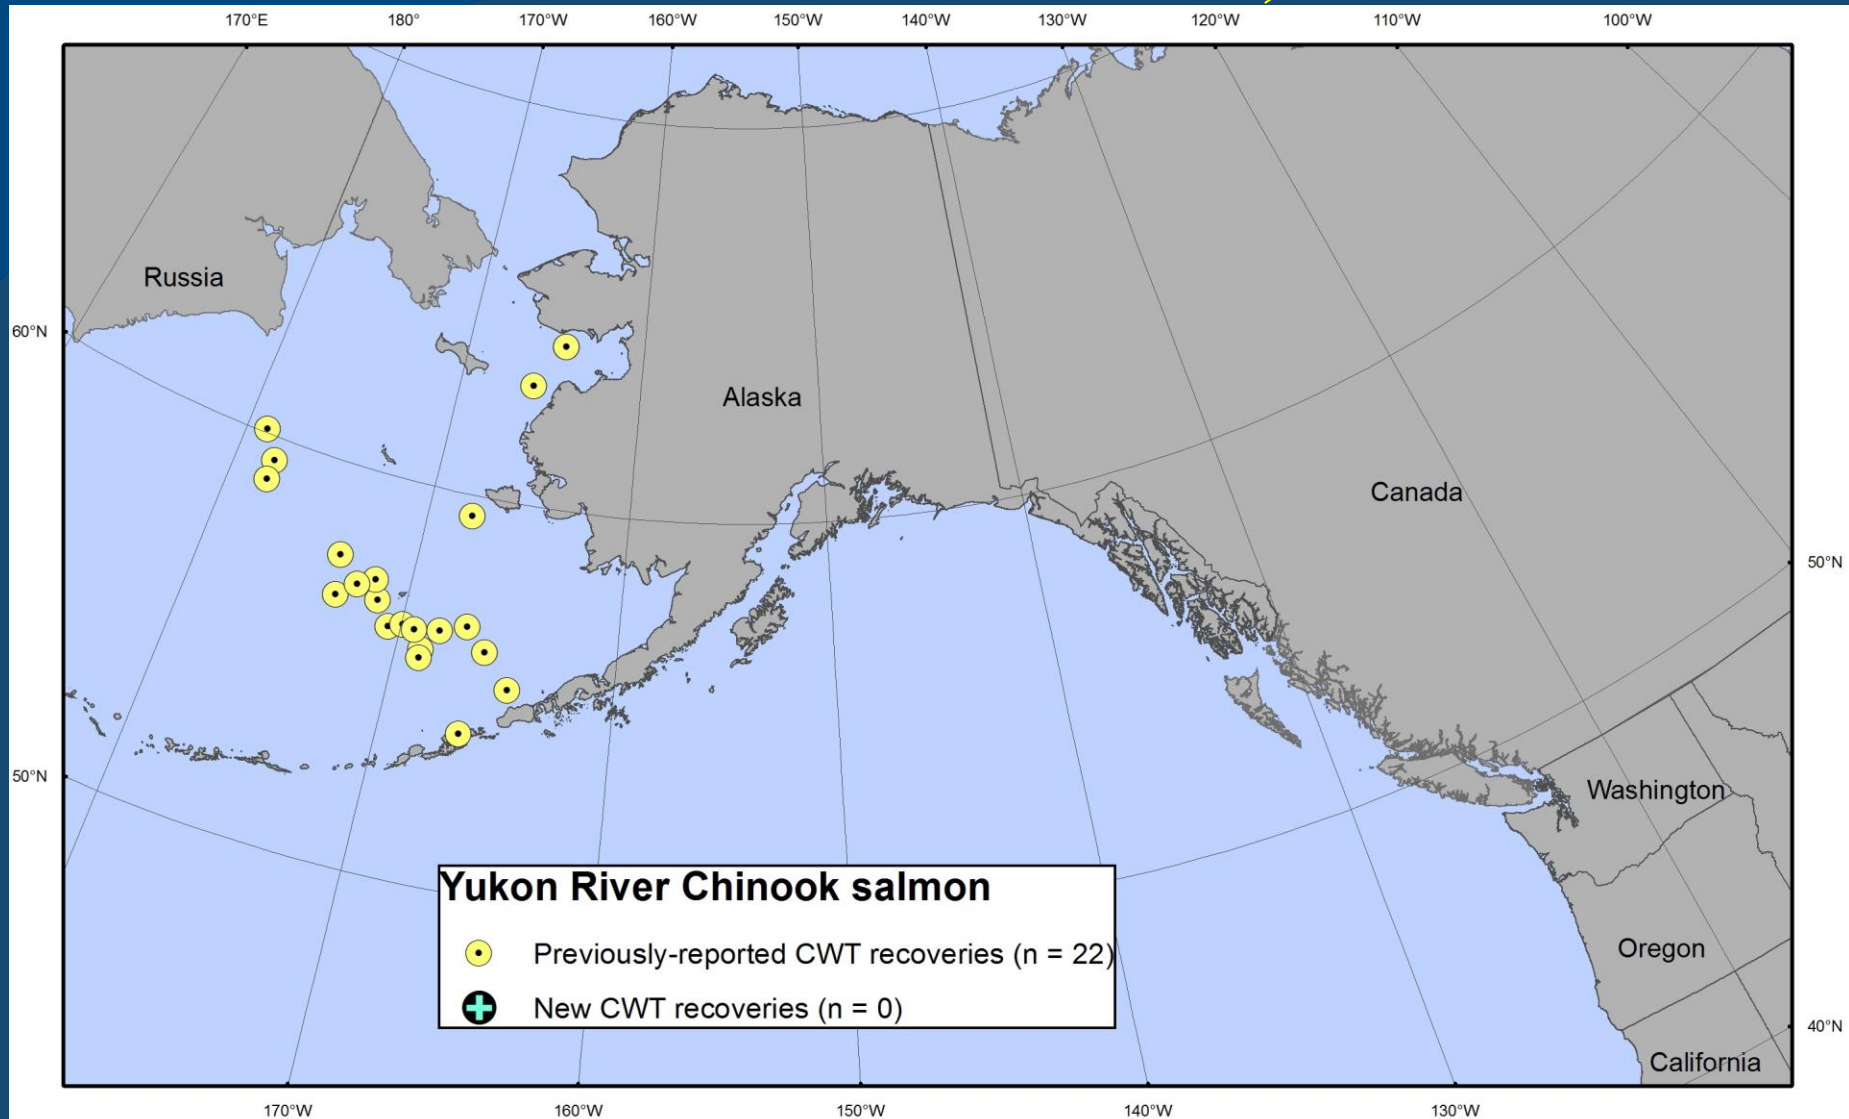 170°E 180° 170°W 160°W 150°W 140°W 130°W 120°W 110°W 100°W
Russia
60°N
Alaska
Canada
50°N
50°N
Washington
Yukon River Chinook salmon
Previously-reported CWT recoveries (n = 22)
Oregon
New CWT recoveries (n = 0)
40°N
California
170°W 160°W 150°W 140°W 130°W